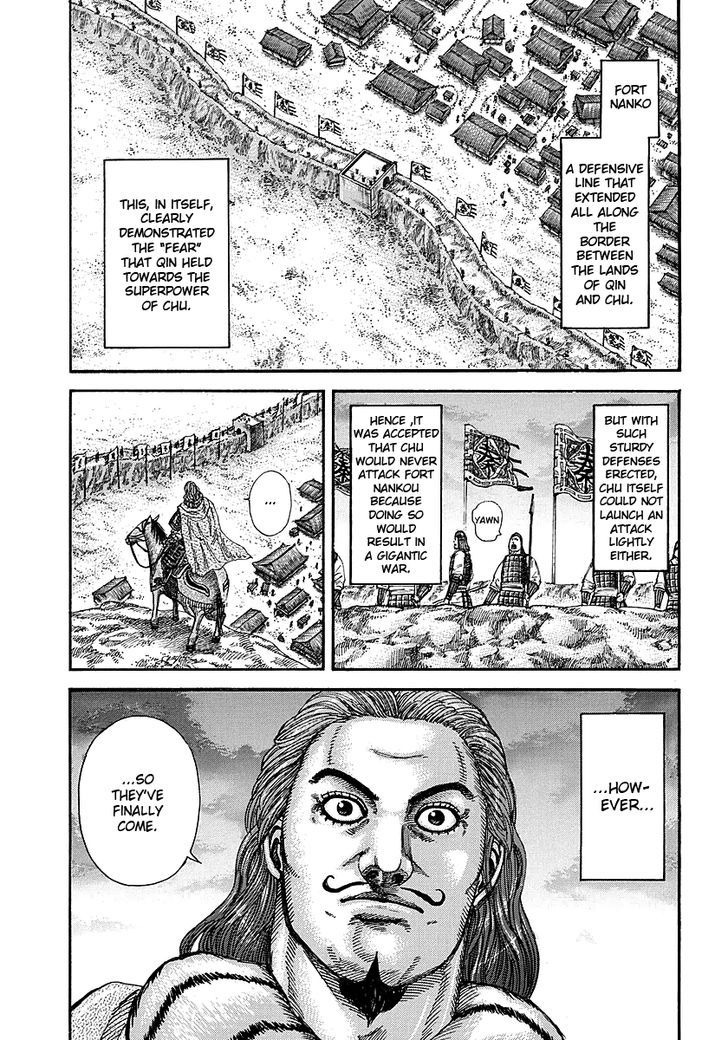 FORT
NANKO
A DEFENSIVE
LINE THAT
EXTENDED
ALL ALONG
THE
BORDER
BETWEEN
THE LANDS
OF QIN
AND CHU.
THIS, IN ITSELF,
CLEARLY
DEMONSTRATED
THE "FEAR"
THAT QIN HELD
TOWARDS THE
SUPERPOWER
OF CHU.
BUT WITH
SUCH
STURDY
DEFENSES
ERECTED,
CHU ITSELF
COULD NOT
LAUNCH AN
ATTACK
LIGHTLY
EITHER.
YAWN
HENCE ,IT
WAS ACCEPTED
THAT CHU
WOULD NEVER
ATTACK FORT
NANKOU
BECAUSE
DOING SO
WOULD
RESULT IN
A GIGANTIC
WAR.
...
...HOW-
EVER...
...SO
THEY'VE
FINALLY
COME.